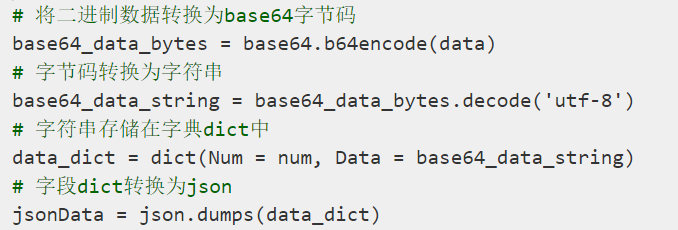 # 将二进制数据转换为base64字节码
base64_data_bytes = base64.b64encode(data)
# 字节码转换为字符串
base64_data_string = base64_data_bytes.decode('utf-8')
# 字符串存储在字典dict中
data_dict = dict(Num = num, Data = base64_data_string)
# 字段dict转换为json
jsonData = json.dumps(data_dict)